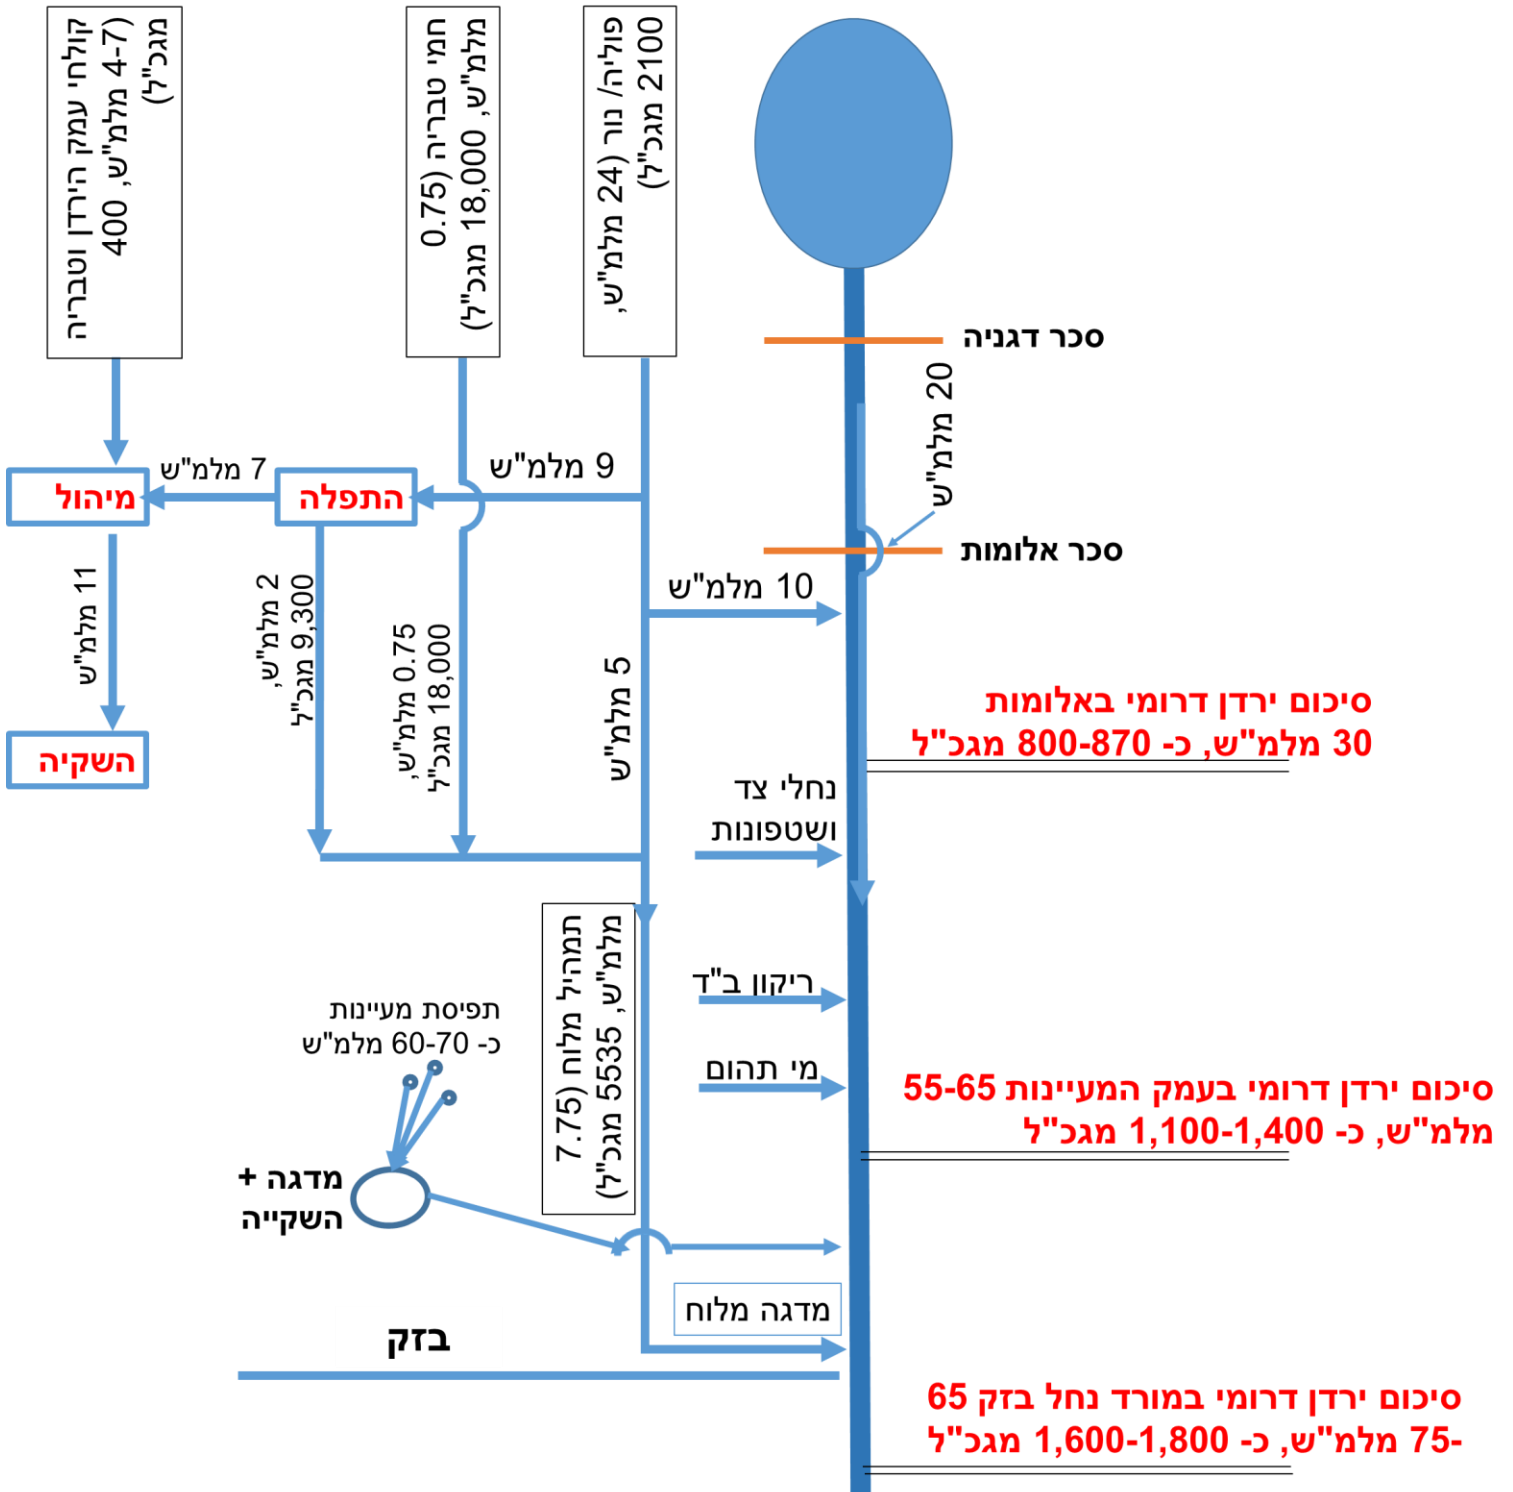 קולחי עמק הירדן וטבריה
(4-7 מלמ"ש, 400
מגכ"ל)
חמי טבריה (0.75
מלמ"ש, 18,000 מגכ"ל)
פוליה/ נור (24 מלמ"ש,
2100 מגכ"ל)
סכר דגניה
20 מלמ"ש
סכר אלומות
9 מלמ"ש
התפלה
7 מלמ"ש
מיהול
11 מלמ"ש
השקיה
2 מלמ"ש,
9,300 מגכ"ל
0.75 מלמ"ש,
18,000 מגכ"ל
10 מלמ"ש
5 מלמ"ש
סיכום ירדן דרומי באלומות
30 מלמ"ש, כ- 800-870 מגכ"ל
נחלי צד
ושטפונות
תמהיל מלוח (7.75
מלמ"ש, 5535 מגכ"ל)
ריקון ב"ד
מי תהום
תפיסת מעיינות
כ- 60-70 מלמ"ש
מדגה +
השקייה
סיכום ירדן דרומי בעמק המעיינות 55-65
מלמ"ש, כ- 1,100-1,400 מגכ"ל
מדגה מלוח
בזק
סיכום ירדן דרומי במורד נחל בזק 65
-75 מלמ"ש, כ- 1,600-1,800 מגכ"ל